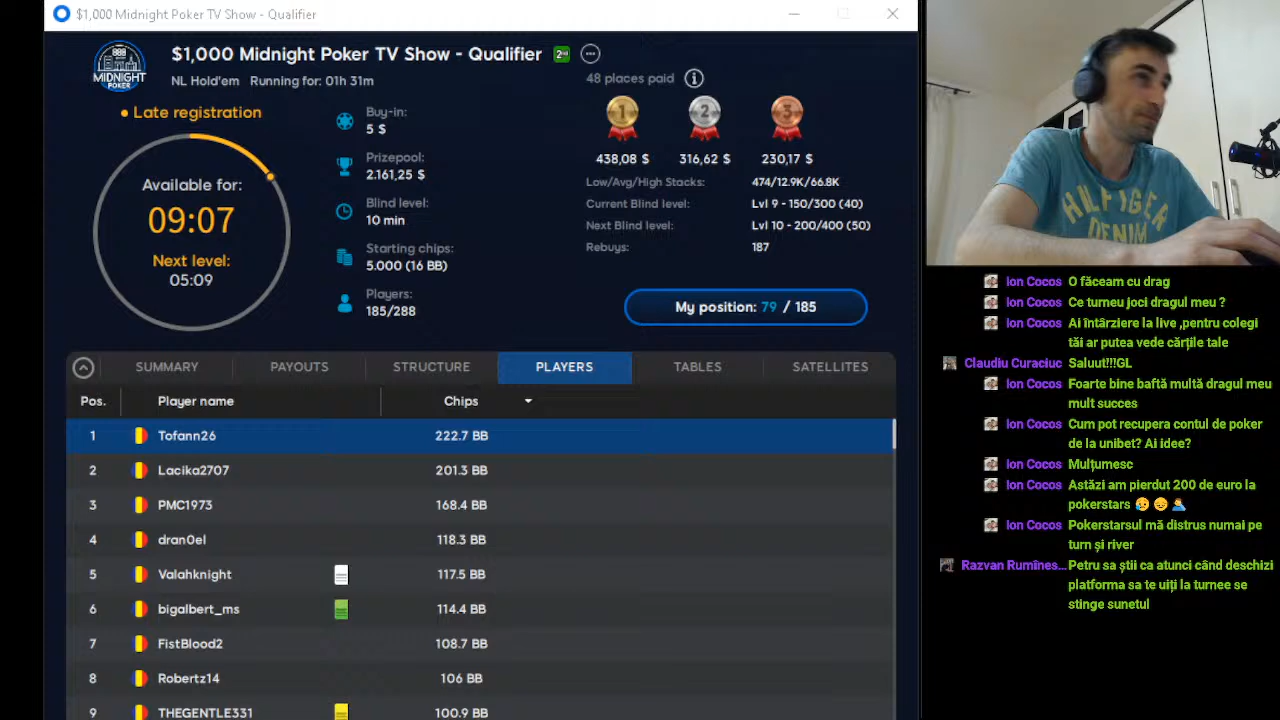 $1,000 Midnight Poker TV Show - Qualifier
888
MIDNIGHT
POKER
$1,000 Midnight Poker TV Show - Qualifier
2nd
NL Hold'em Running for: 01h 31m
Late registration
Available for:
09:07
Next level:
05:09
Buy-in:
5 $
Prizepool:
2.161,25 $
Blind level:
10 min
Starting chips:
5.000 (16 BB)
Players:
185/288
48 places paid
1 2 3
438,08 $ 316,62 $ 230,17 $
Low/Avg/High Stacks: 474/12.9K/66.8K
Current Blind level: Lvl 9 - 150/300 (40)
Next Blind level: Lvl 10 - 200/400 (50)
Rebuys: 187
My position: 79 / 185
SUMMARY PAYOUTS STRUCTURE PLAYERS TABLES SATELLITES
Pos. Player name Chips
1 Tofann26 222.7 BB
2 Lacika2707 201.3 BB
3 PMC1973 168.4 BB
4 dran0el 118.3 BB
5 Valahknight 117.5 BB
6 bigalbert_ms 114.4 BB
7 FistBlood2 108.7 BB
8 Robertz14 106 BB
9 THEGENTLE331 100.9 BB
HILFIGER
DENIM
Ion Cocos O făceam cu drag
Ion Cocos Ce turneu joci dragul meu ?
Ion Cocos Ai întârziere la live ,pentru colegi
tăi ar putea vede cărțile tale
Claudiu Curaciuc Saluut!!!GL
Ion Cocos Foarte bine baftă multă dragul meu
mult succes
Ion Cocos Cum pot recupera contul de poker
de la unibet? Ai idee?
Ion Cocos Mulțumesc
Ion Cocos Astăzi am pierdut 200 de euro la
pokerstars 😥😔🤦‍♂️
Ion Cocos Pokerstarsul mă distrus numai pe
turn și river
Razvan Rumînes... Petru sa știi ca atunci când deschizi
platforma sa te uiți la turnee se
stinge sunetul